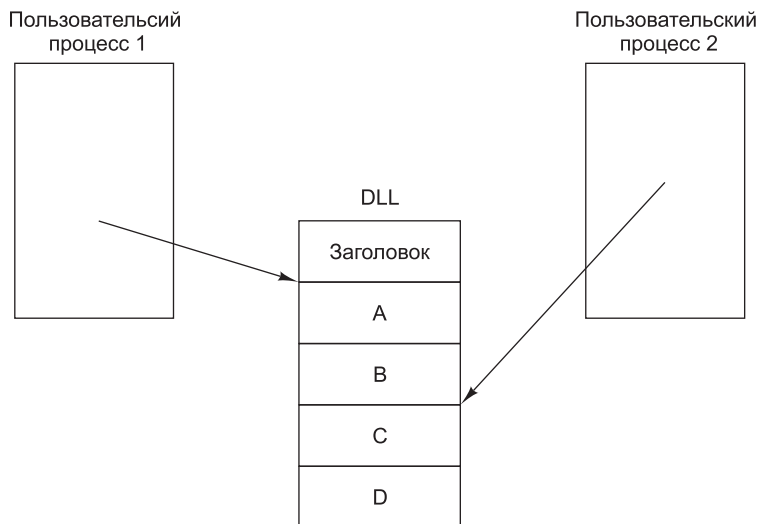 Пользовательсий
процесс 1
Пользовательский
процесс 2
DLL
Заголовок
A
B
C
D